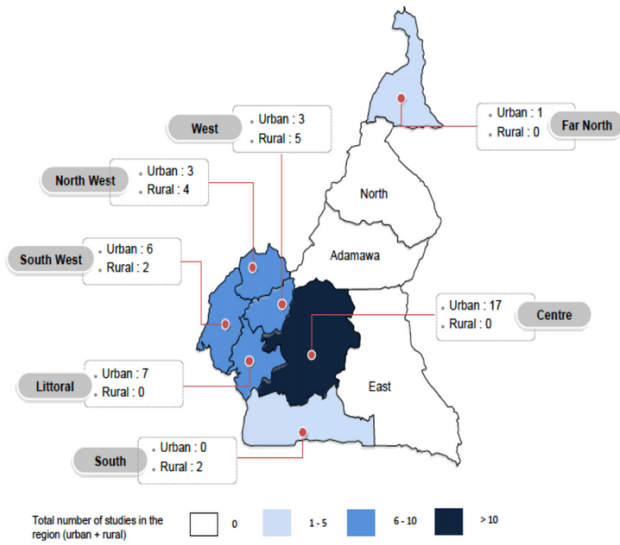 West
• Urban : 3
• Rural : 5
• Urban : 1
• Rural : 0
Far North
North West
• Urban : 3
• Rural : 4
North
South West
• Urban : 6
• Rural : 2
Adamawa
• Urban : 17
• Rural : 0
Centre
Littoral
• Urban : 7
• Rural : 0
East
South
• Urban : 0
• Rural : 2
Total number of studies in the
region (urban + rural)
0
1 - 5
6 - 10
> 10